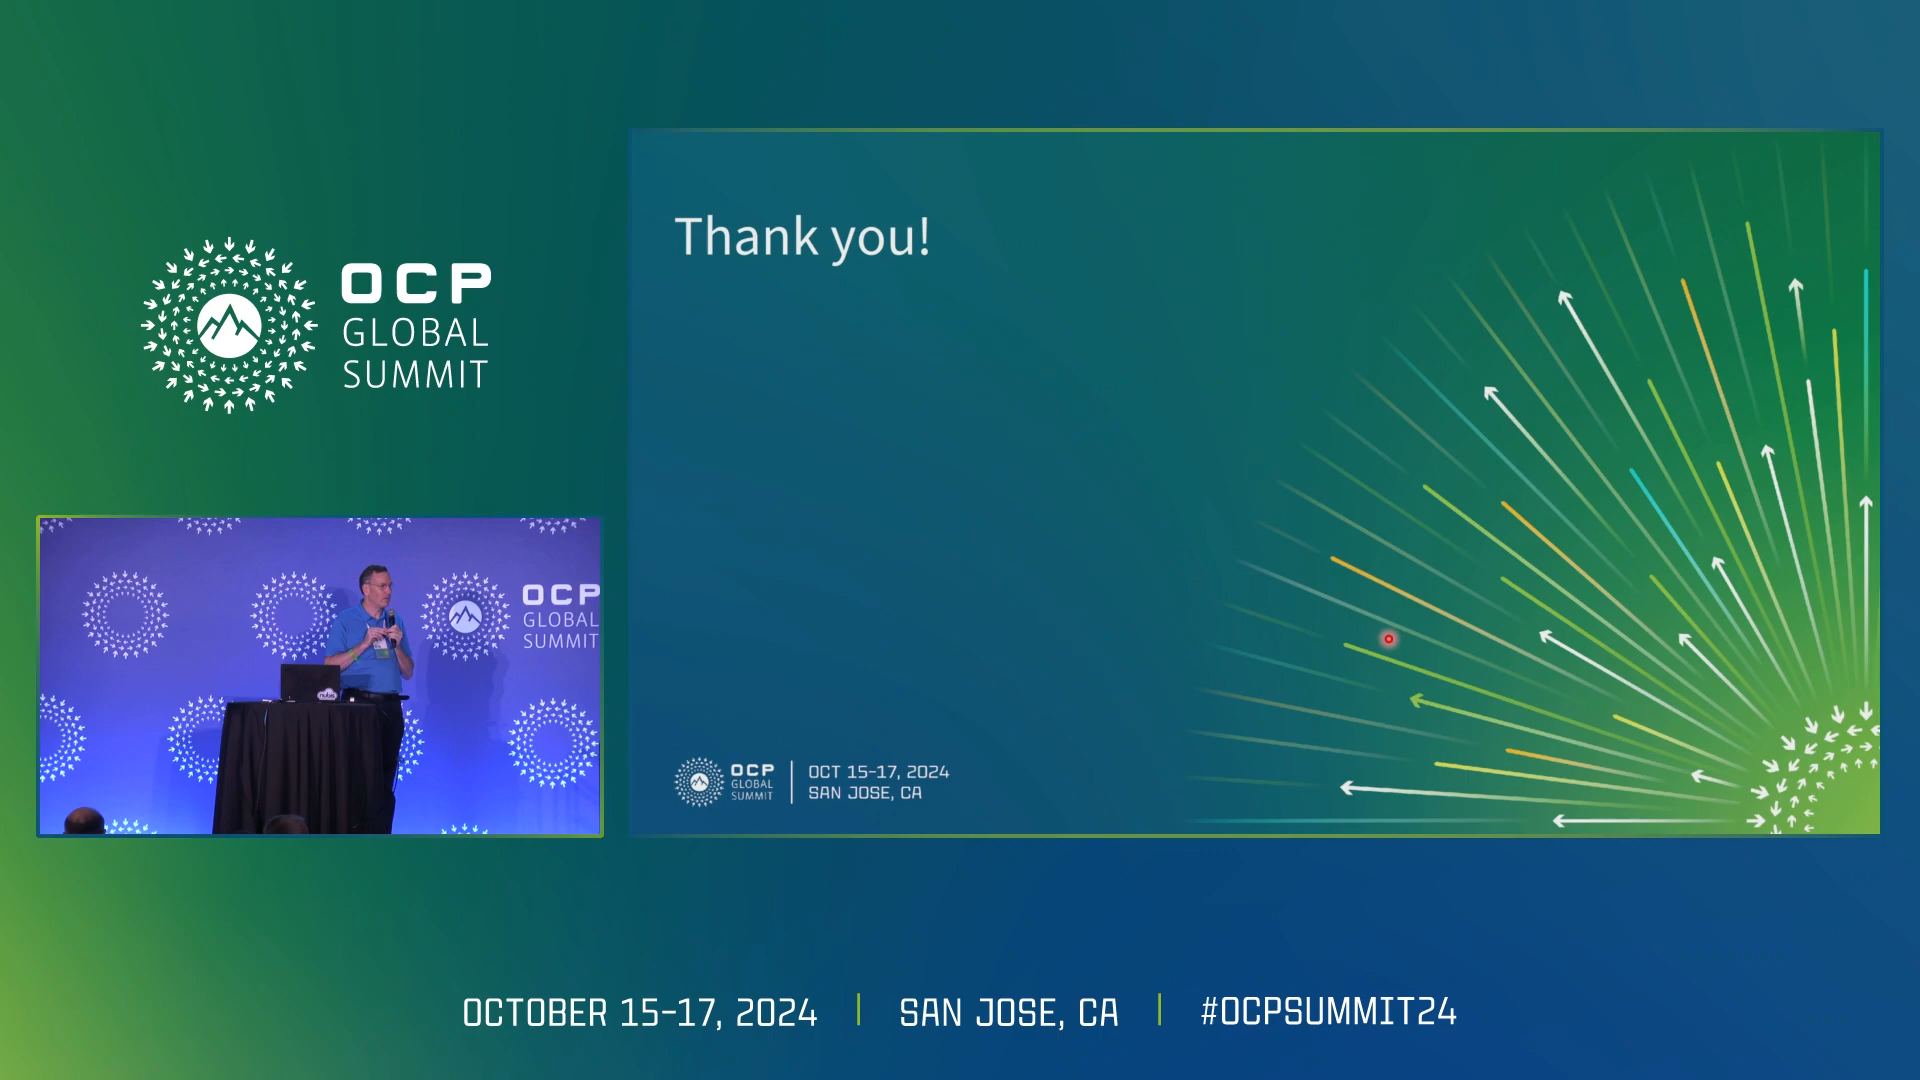 OCP
GLOBAL
SUMMIT
Thank you!
OCP
GLOBAL
SUMMIT
nubis
OCP
GLOBAL
SUMMIT
OCT 15-17, 2024
SAN JOSE, CA
OCTOBER 15-17, 2024 | SAN JOSE, CA | #OCPSUMMIT24